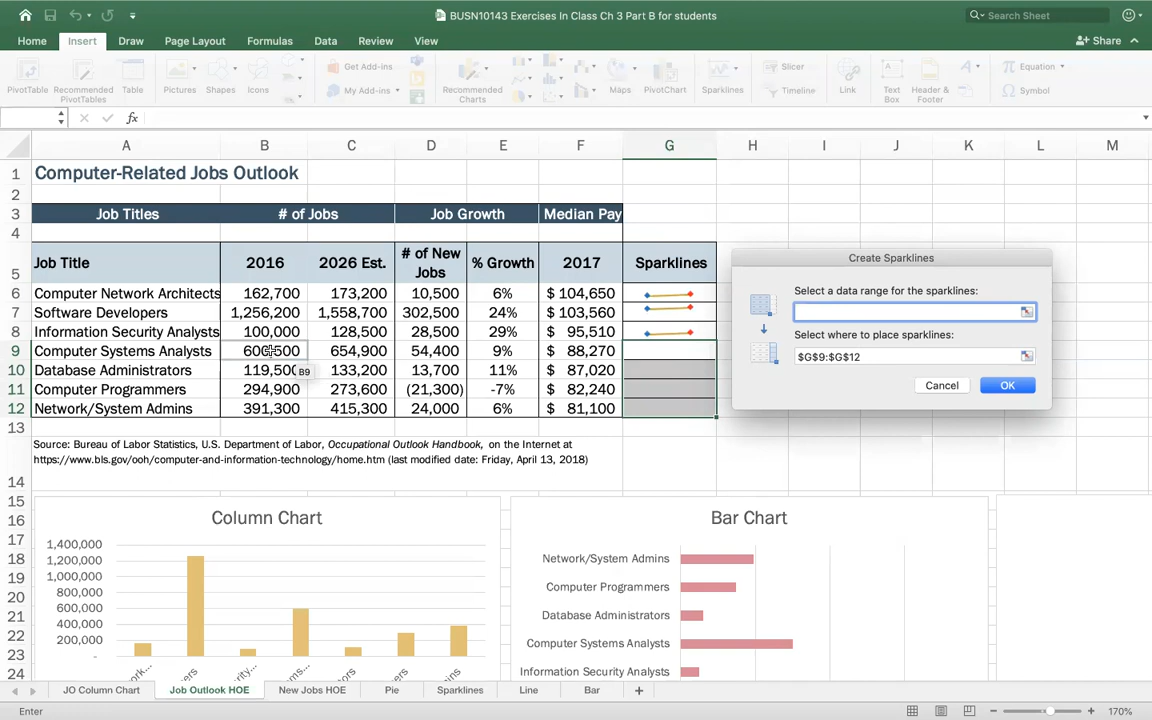 BUSN10143 Exercises In Class Ch 3 Part B for students
Search Sheet
Home Insert Draw Page Layout Formulas Data Review View
Share
PivotTable Recommended PivotTables Table Pictures Shapes Icons Get Add-ins My Add-ins Recommended Charts Maps PivotChart Sparklines Slicer Timeline Link Text Box Header & Footer Equation Symbol
fx
A B C D E F G H I J K L M
1 Computer-Related Jobs Outlook
2
3 Job Titles # of Jobs Job Growth Median Pay
4
5 Job Title 2016 2026 Est. # of New Jobs % Growth 2017 Sparklines
6 Computer Network Architects 162,700 173,200 10,500 6% $ 104,650
7 Software Developers 1,256,200 1,558,700 302,500 24% $ 103,560
8 Information Security Analysts 100,000 128,500 28,500 29% $ 95,510
9 Computer Systems Analysts 600,500 654,900 54,400 9% $ 88,270
10 Database Administrators 119,500 133,200 13,700 11% $ 87,020
B9
11 Computer Programmers 294,900 273,600 (21,300) -7% $ 82,240
12 Network/System Admins 391,300 415,300 24,000 6% $ 81,100
13
Source: Bureau of Labor Statistics, U.S. Department of Labor, Occupational Outlook Handbook, on the Internet at
https://www.bls.gov/ooh/computer-and-information-technology/home.htm (last modified date: Friday, April 13, 2018)
14
15
16
17
18
19
20
21
22
23
24
Create Sparklines
Select a data range for the sparklines:
Select where to place sparklines:
$G$9:$G$12
Cancel OK
Column Chart
1,400,000
1,200,000
1,000,000
800,000
600,000
400,000
200,000
-
Bar Chart
Network/System Admins
Computer Programmers
Database Administrators
Computer Systems Analysts
Information Security Analysts
JO Column Chart Job Outlook HOE New Jobs HOE Pie Sparklines Line Bar +
Enter
170%